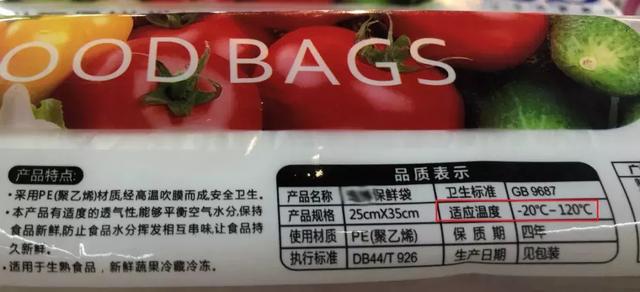 OOD BAGS
产品特点:
·采用PE(聚乙烯)材质,经高温吹膜而成,安全卫生。
·本产品有适度的透气性,能够平衡空气水分,保持
食品新鲜,防止食品水分挥发相互串味,让食品持
久新鲜。
·适用于生熟食品，新鲜蔬果冷藏冷冻。
品质表示
产品名称 保鲜袋 卫生标准 GB 9687
产品规格 25cmX35cm 适应温度 -20℃~120℃
使用材质 PE(聚乙烯) 保质期 四年
执行标准 DB44/T 926 生产日期 见包装